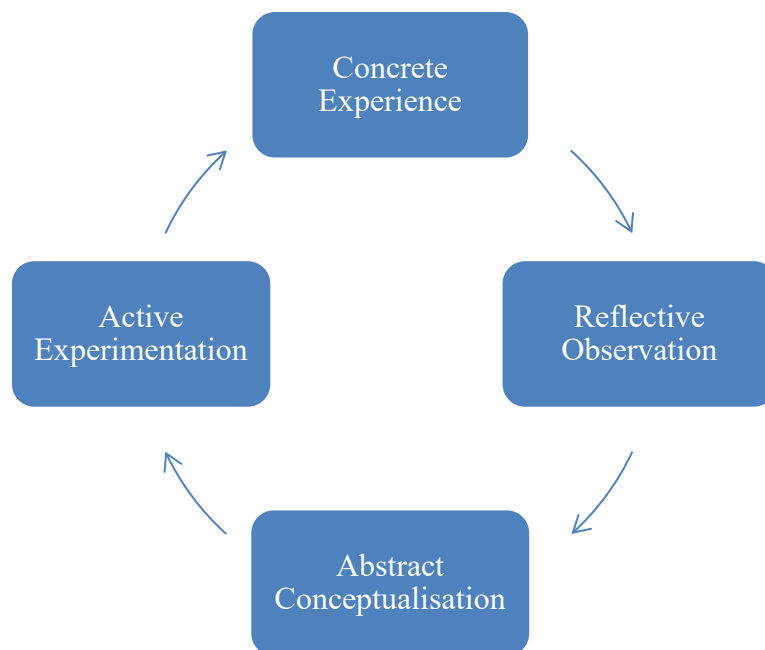 Concrete
Experience
Reflective
Observation
Abstract
Conceptualisation
Active
Experimentation